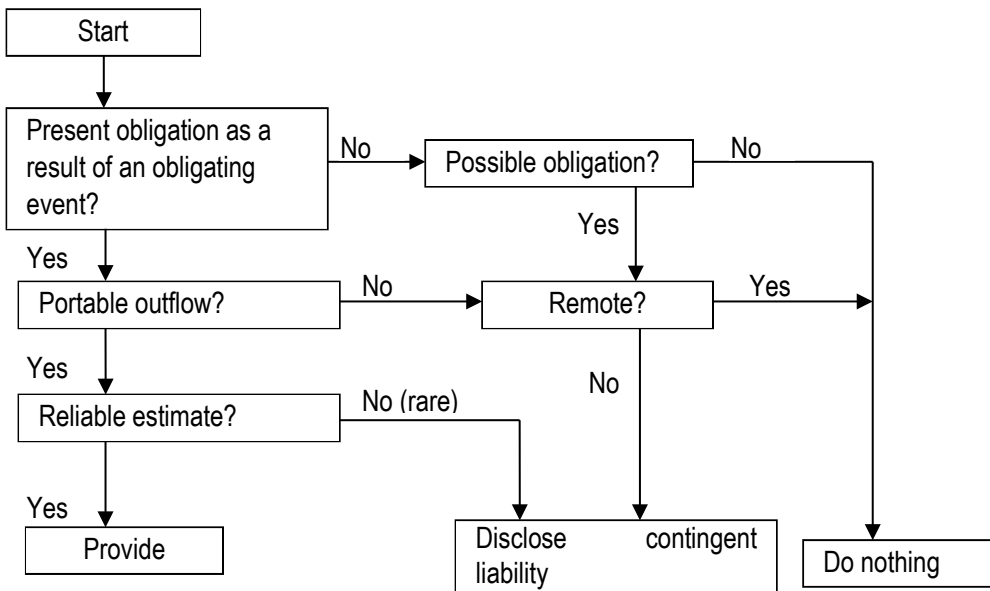 Start
Present obligation as a
result of an obligating
event?
No
Possible obligation?
No
Yes
Yes
Portable outflow?
No
Remote?
Yes
Yes
No
Reliable estimate?
No (rare)
Yes
Provide
Disclose contingent
liability
Do nothing